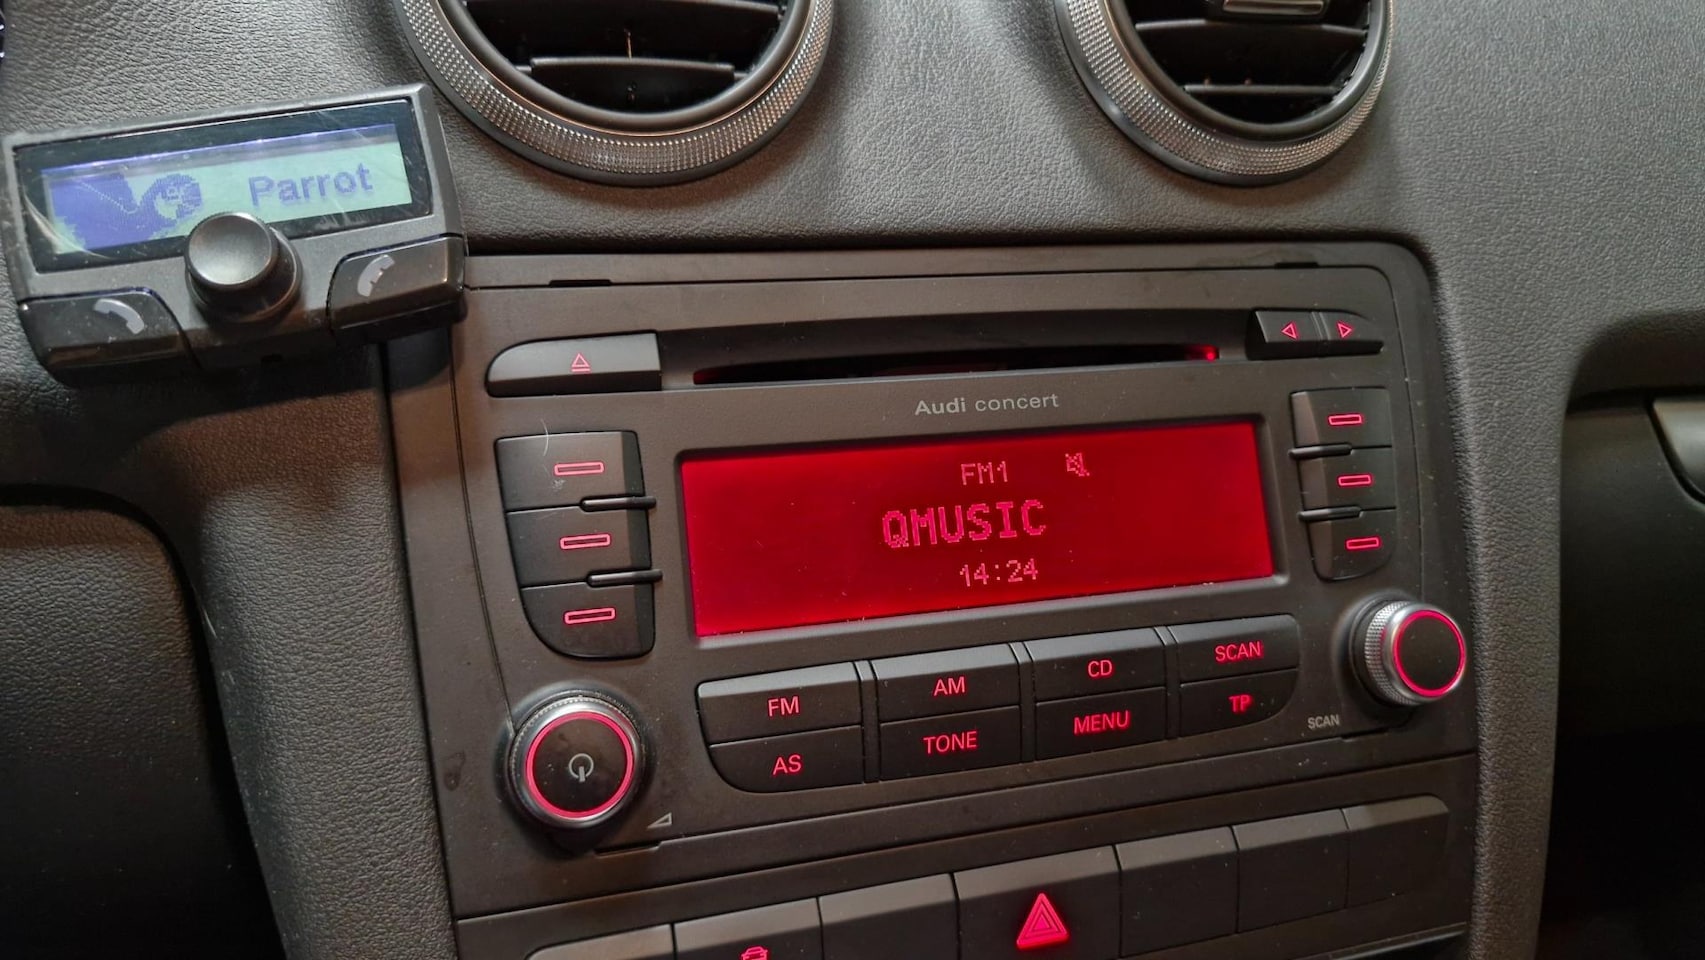 Parrot
Audi concert
FM1
QMUSIC
14:24
FM
AM
CD
SCAN
AS
TONE
MENU
TP
SCAN